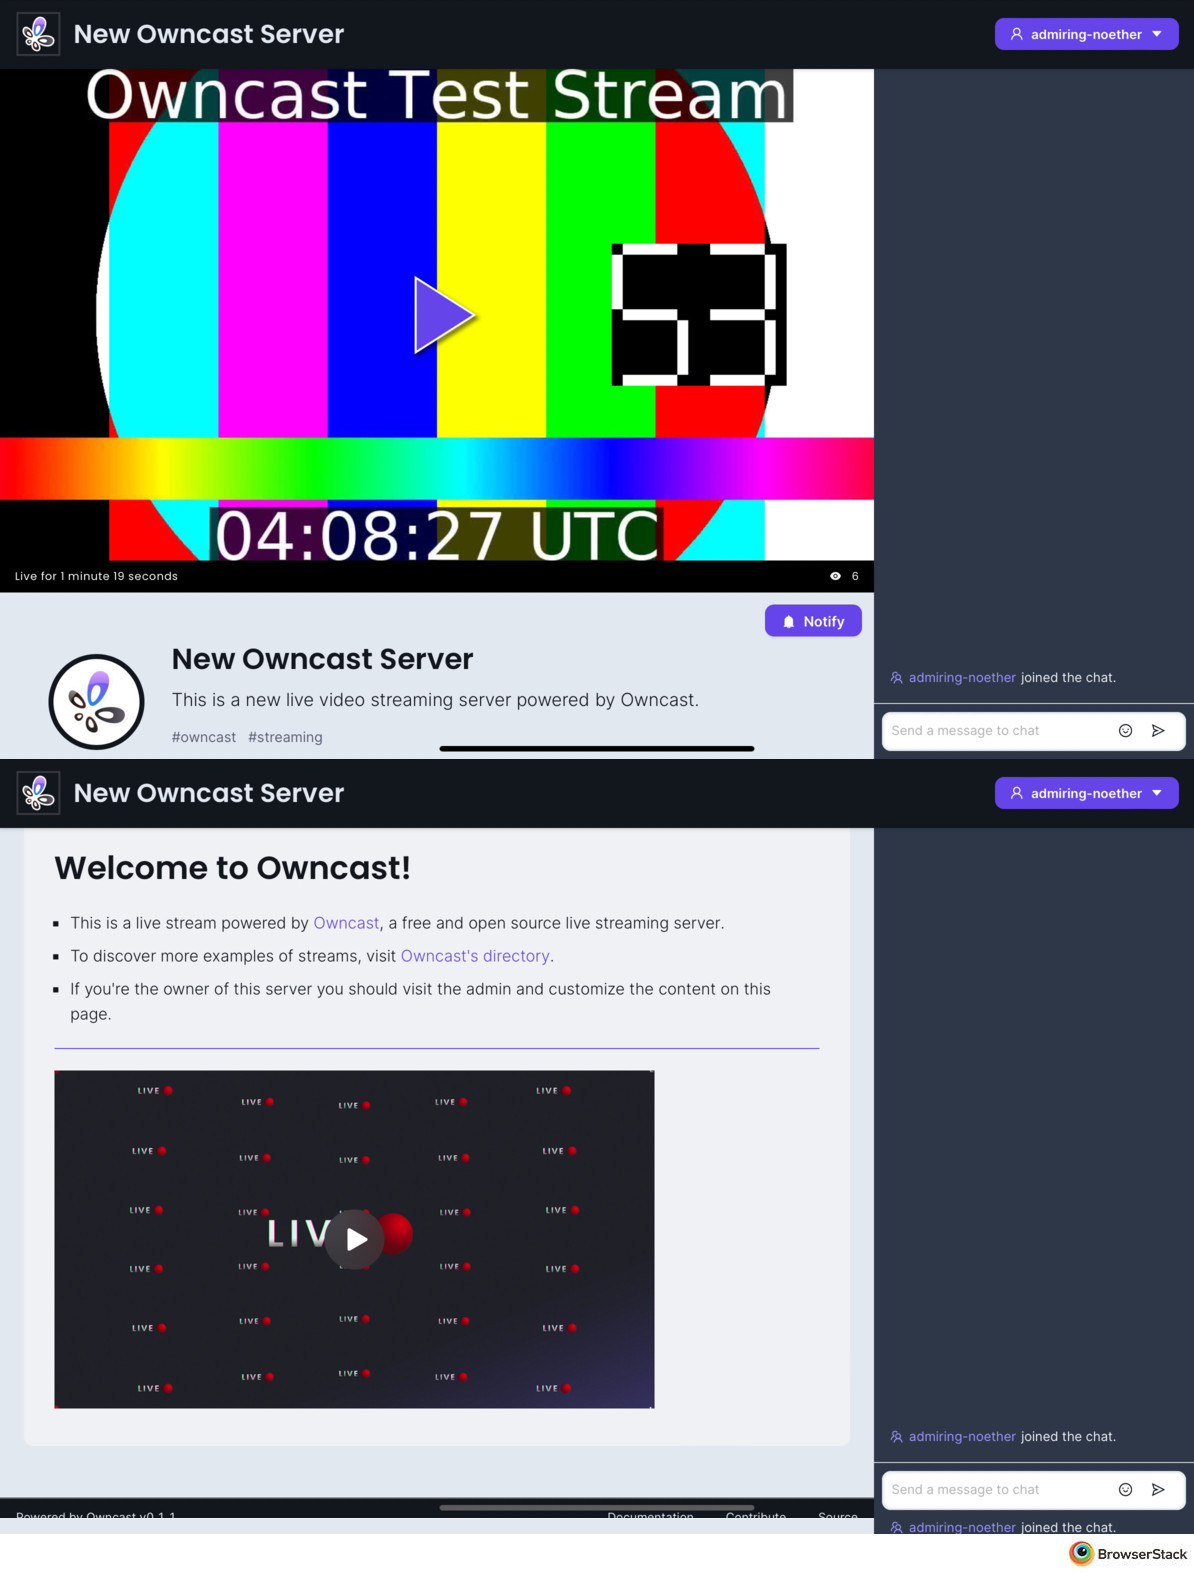 New Owncast Server
admiring-noether
Owncast Test Stream
53
04:08:27 UTC
Live for 1 minute 19 seconds
6
Notify
New Owncast Server
This is a new live video streaming server powered by Owncast.
#owncast #streaming
admiring-noether joined the chat.
Send a message to chat
New Owncast Server
admiring-noether
Welcome to Owncast!
This is a live stream powered by Owncast, a free and open source live streaming server.
To discover more examples of streams, visit Owncast's directory.
If you're the owner of this server you should visit the admin and customize the content on this
page.
LIVE LIVE LIVE LIVE LIVE
LIVE LIVE LIVE LIVE LIVE
LIVE LIVE LIVE LIVE
LIV
LIVE LIVE LIVE LIVE
LIVE LIVE LIVE LIVE LIVE
LIVE LIVE LIVE LIVE LIVE
admiring-noether joined the chat.
Send a message to chat
Powered by Owncast v0.1.1
Documentation Contribute Source
admiring-noether joined the chat.
BrowserStack